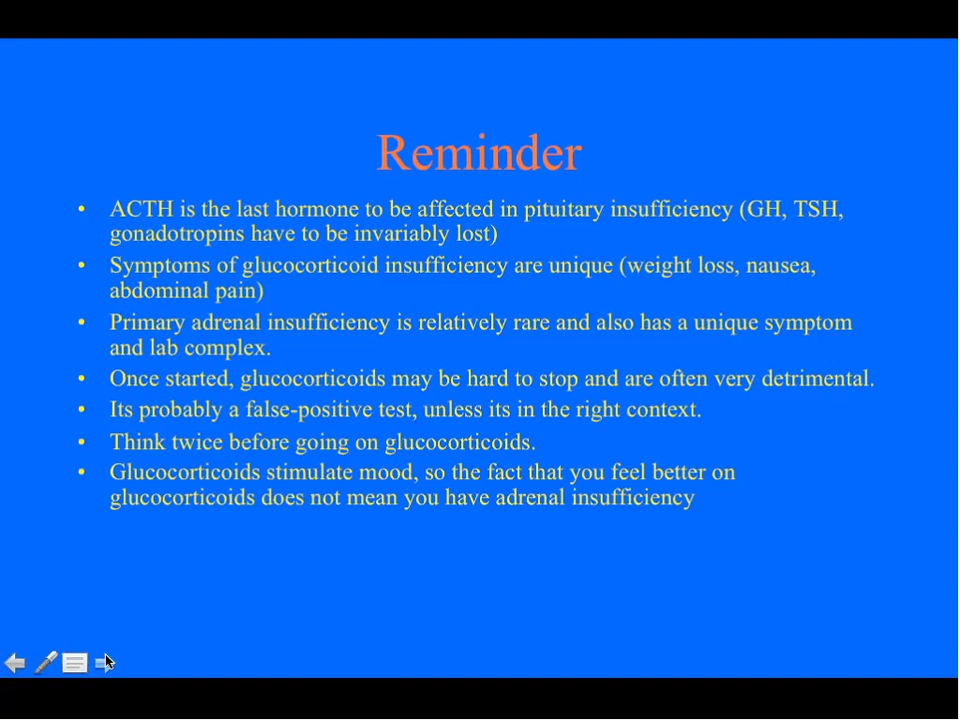 Reminder
• ACTH is the last hormone to be affected in pituitary insufficiency (GH, TSH,
gonadotropins have to be invariably lost)
• Symptoms of glucocorticoid insufficiency are unique (weight loss, nausea,
abdominal pain)
• Primary adrenal insufficiency is relatively rare and also has a unique symptom
and lab complex.
• Once started, glucocorticoids may be hard to stop and are often very detrimental.
• Its probably a false-positive test, unless its in the right context.
• Think twice before going on glucocorticoids.
• Glucocorticoids stimulate mood, so the fact that you feel better on
glucocorticoids does not mean you have adrenal insufficiency